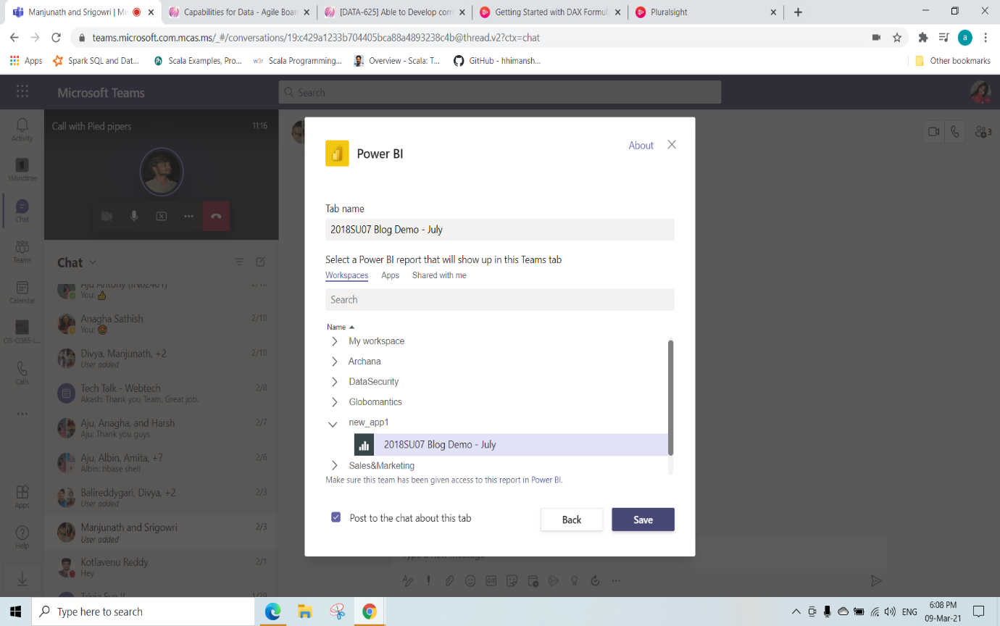 Manjunath and Srigowri | Mi
Capabilities for Data - Agile Boar
[DATA-625] Able to Develop com
Getting Started with DAX Formul
Pluralsight
teams.microsoft.com.mcas.ms/_#/conversations/19:c429a1233b704405bca88a4893238c4b@thread.v2?ctx=chat
a
Apps
Spark SQL and Dat...
Scala Examples, Pro...
w3r Scala Programming,...
Overview - Scala: T...
GitHub - hhimansh...
Other bookmarks
Microsoft Teams
Search
Activity
1Mindtree
Chat
Teams
Calendar
CIS-O365-L...
Calls
Apps
Help
Call with Pied pipers 11:16
Chat
Aju Antony (IN62401) 2/10
You:
Anagha Sathish 2/10
You:
Divya, Manjunath, +2 2/10
User added
Tech Talk - Webtech 2/8
Akash: Thank you Team, Great job.
Aju, Anagha, and Harsh 2/7
Aju: Thank you guys
Aju, Albin, Amita, +7 2/6
Albin: hbase shell
Balireddygari, Divya, +2 2/3
User added
Manjunath and Srigowri 2/3
User added
Kotlavenu Reddy 2/1
Hey
1/29
3
Power BI
About
Tab name
2018SU07 Blog Demo - July
Select a Power BI report that will show up in this Teams tab
Workspaces Apps Shared with me
Search
Name
My workspace
Archana
DataSecurity
Globomantics
new_app1
2018SU07 Blog Demo - July
Sales&Marketing
Make sure this team has been given access to this report in Power BI.
Post to the chat about this tab
Back
Save
Type a new message
GIF
Type here to search
ENG
6:08 PM
09-Mar-21